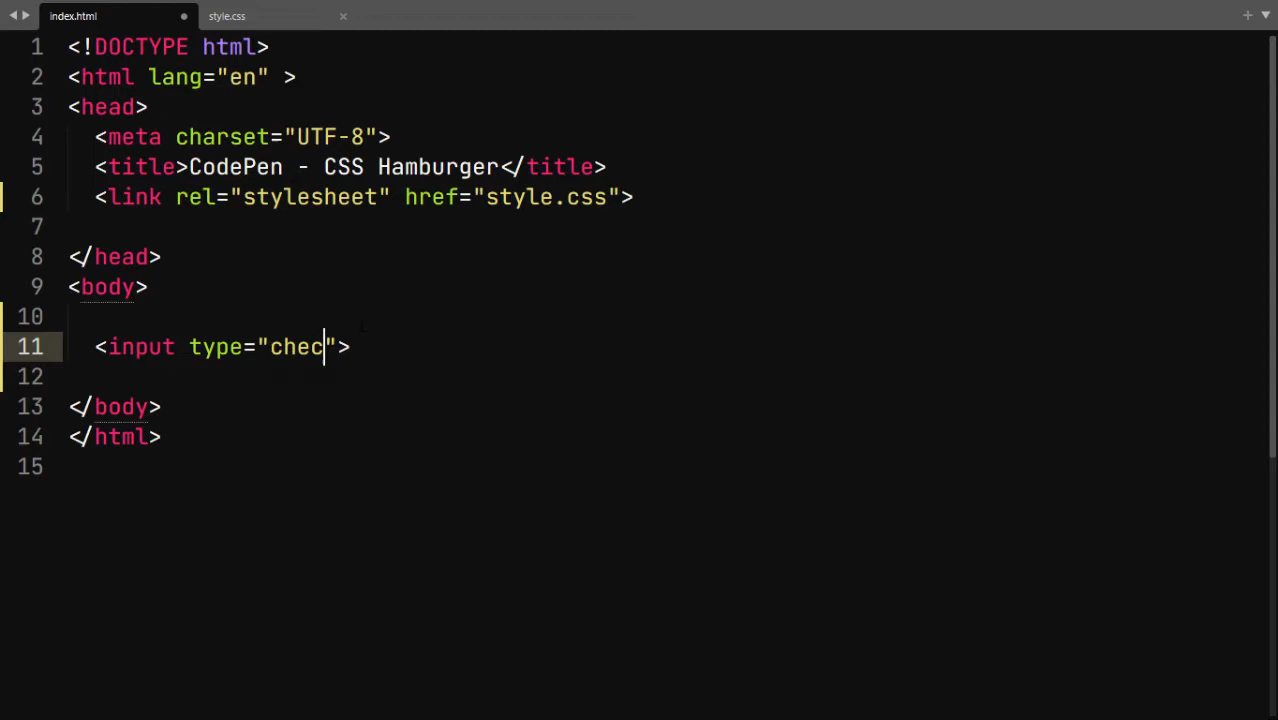 index.html
style.css
1 <!DOCTYPE html>
2 <html lang="en" >
3 <head>
4 <meta charset="UTF-8">
5 <title>CodePen - CSS Hamburger</title>
6 <link rel="stylesheet" href="style.css">
7
8 </head>
9 <body>
10
11 <input type="chec">
12
13 </body>
14 </html>
15